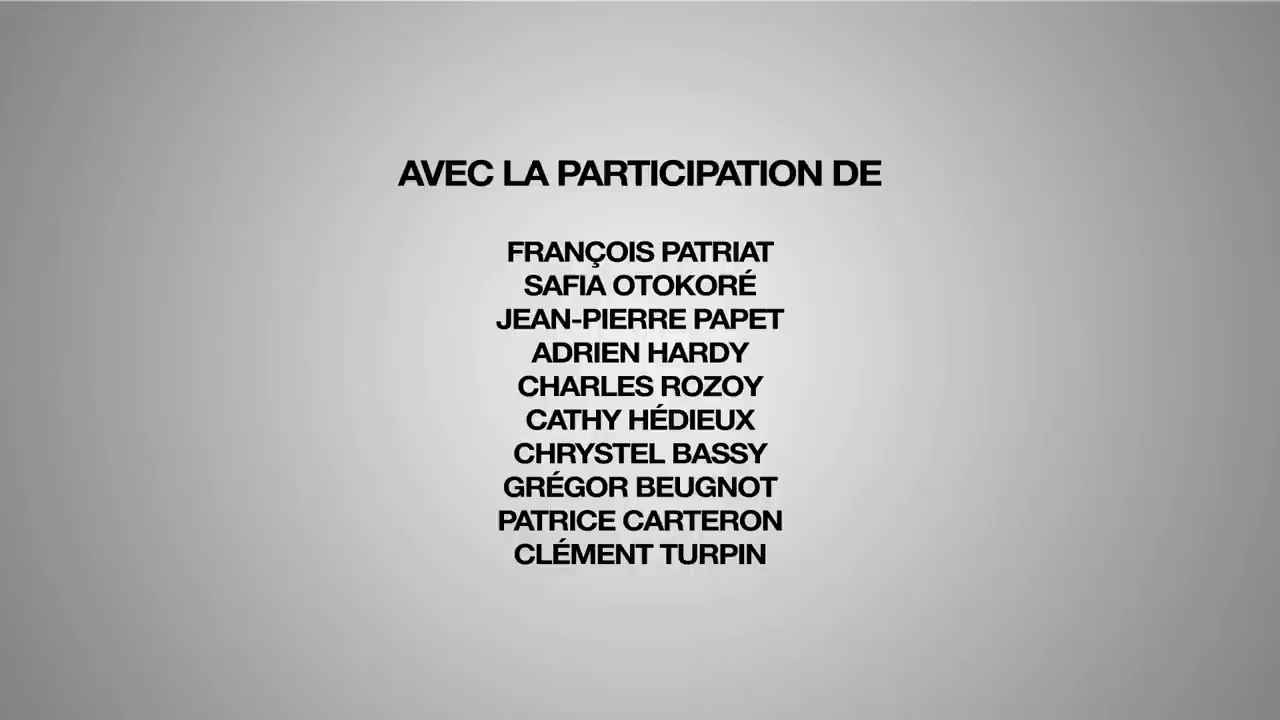 AVEC LA PARTICIPATION DE
FRANÇOIS PATRIAT
SAFIA OTOKORÉ
JEAN-PIERRE PAPET
ADRIEN HARDY
CHARLES ROZOY
CATHY HÉDIEUX
CHRYSTEL BASSY
GRÉGOR BEUGNOT
PATRICE CARTERON
CLÉMENT TURPIN